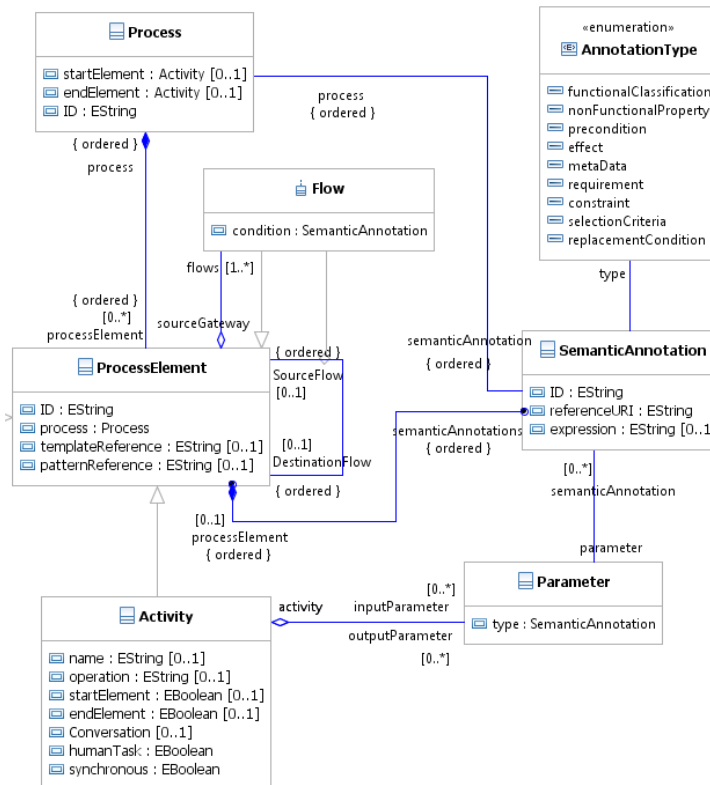 Process
startElement : Activity [0..1]
endElement : Activity [0..1]
ID : EString
«enumeration»
AnnotationType
functionalClassification
nonFunctionalProperty
precondition
effect
metaData
requirement
constraint
selectionCriteria
replacementCondition
process
{ ordered }
{ ordered }
process
Flow
condition : SemanticAnnotation
flows [1..*]
type
{ ordered }
[0..*]
processElement
sourceGateway
ProcessElement
ID : EString
process : Process
templateReference : EString [0..1]
patternReference : EString [0..1]
{ ordered }
SourceFlow
[0..1]
[0..1]
DestinationFlow
{ ordered }
semanticAnnotation
{ ordered }
SemanticAnnotation
ID : EString
referenceURI : EString
expression : EString [0..1
semanticAnnotations
{ ordered }
[0..*]
semanticAnnotation
[0..1]
processElement
{ ordered }
parameter
Parameter
type : SemanticAnnotation
[0..*]
inputParameter
outputParameter
[0..*]
activity
Activity
name : EString [0..1]
operation : EString [0..1]
startElement : EBoolean [0..1]
endElement : EBoolean [0..1]
Conversation [0..1]
humanTask : EBoolean
synchronous : EBoolean